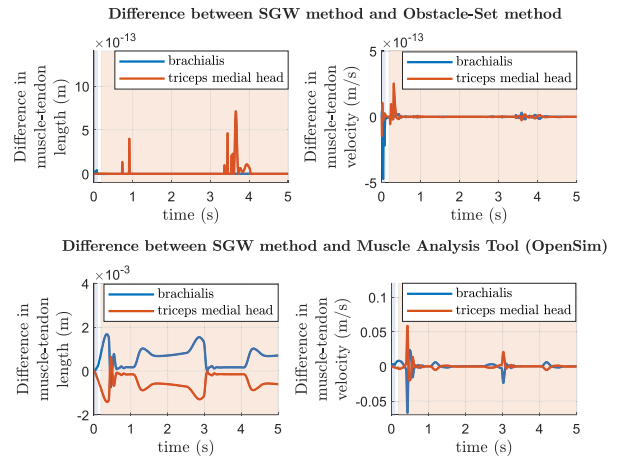 Difference between SGW method and Obstacle-Set method
×10⁻¹³
brachialis
triceps medial head
10
5
0
0 1 2 3 4 5
time (s)
Difference in
muscle-tendon
length (m)
×10⁻¹³
brachialis
triceps medial head
5
0
-5
0 1 2 3 4 5
time (s)
Difference in
muscle-tendon
velocity (m/s)
Difference between SGW method and Muscle Analysis Tool (OpenSim)
×10⁻³
brachialis
triceps medial head
4
2
0
-2
0 1 2 3 4 5
time (s)
Difference in
muscle-tendon
length (m)
brachialis
triceps medial head
0.1
0.05
0
-0.05
0 1 2 3 4 5
time (s)
Difference in
muscle-tendon
velocity (m/s)